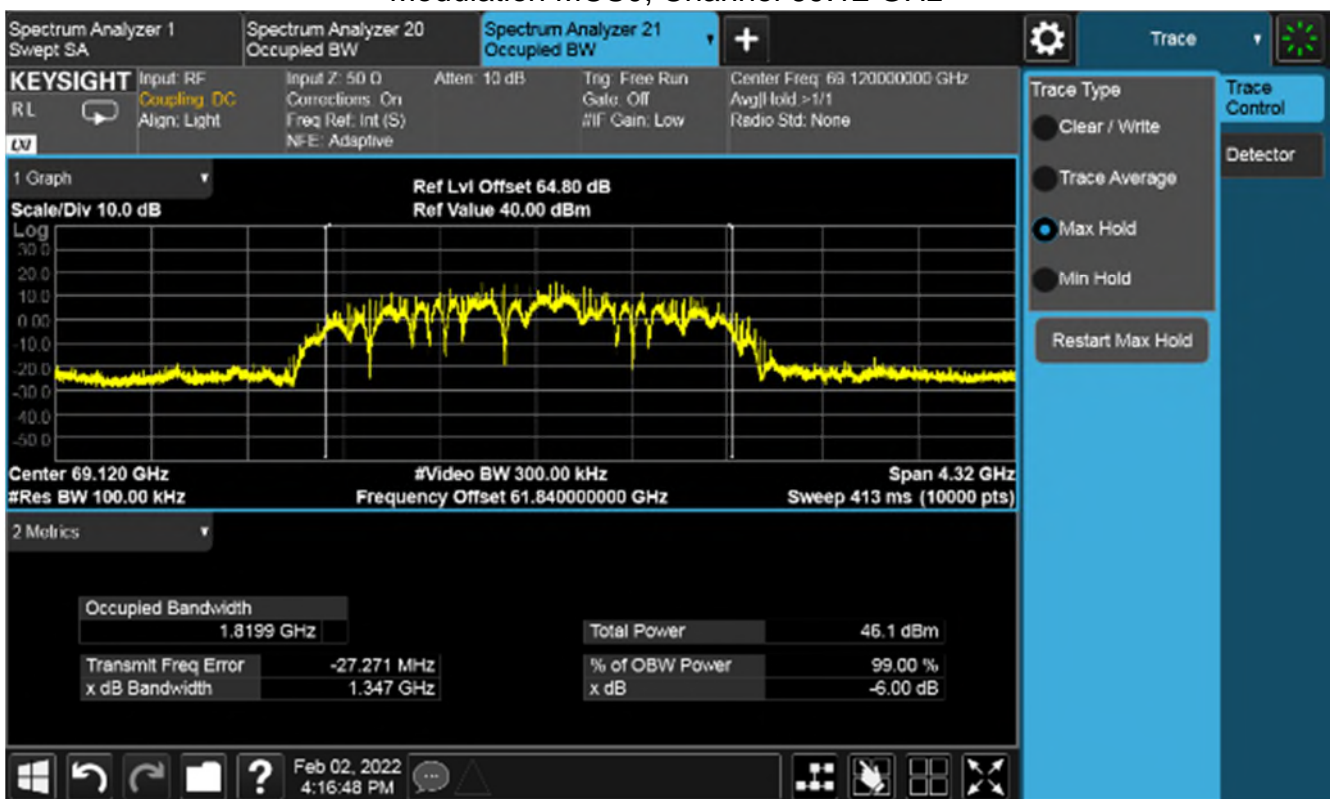 Spectrum Analyzer 1
Swept SA
Spectrum Analyzer 20
Occupied BW
Spectrum Analyzer 21
Occupied BW
Trace
KEYSIGHT
RL
LXI
Input: RF
Coupling: DC
Align: Light
Input Z: 50 Ω
Corrections: On
Freq Ref: Int (S)
NFE: Adaptive
Atten: 10 dB
Trig: Free Run
Gate: Off
#IF Gain: Low
Center Freq: 69.120000000 GHz
Avg|Hold:>1/1
Radio Std: None
Trace Type
Clear / Write
Trace Average
Max Hold
Min Hold
Restart Max Hold
Trace
Control
Detector
1 Graph
Scale/Div 10.0 dB
Ref Lvl Offset 64.80 dB
Ref Value 40.00 dBm
Log
30.0
20.0
10.0
0.00
-10.0
-20.0
-30.0
-40.0
-50.0
Center 69.120 GHz
#Video BW 300.00 kHz
Span 4.32 GHz
#Res BW 100.00 kHz
Frequency Offset 61.840000000 GHz
Sweep 413 ms (10000 pts)
2 Metrics
Occupied Bandwidth
1.8199 GHz
Total Power 46.1 dBm
Transmit Freq Error -27.271 MHz
% of OBW Power 99.00 %
x dB Bandwidth 1.347 GHz
x dB -6.00 dB
Feb 02, 2022
4:16:48 PM